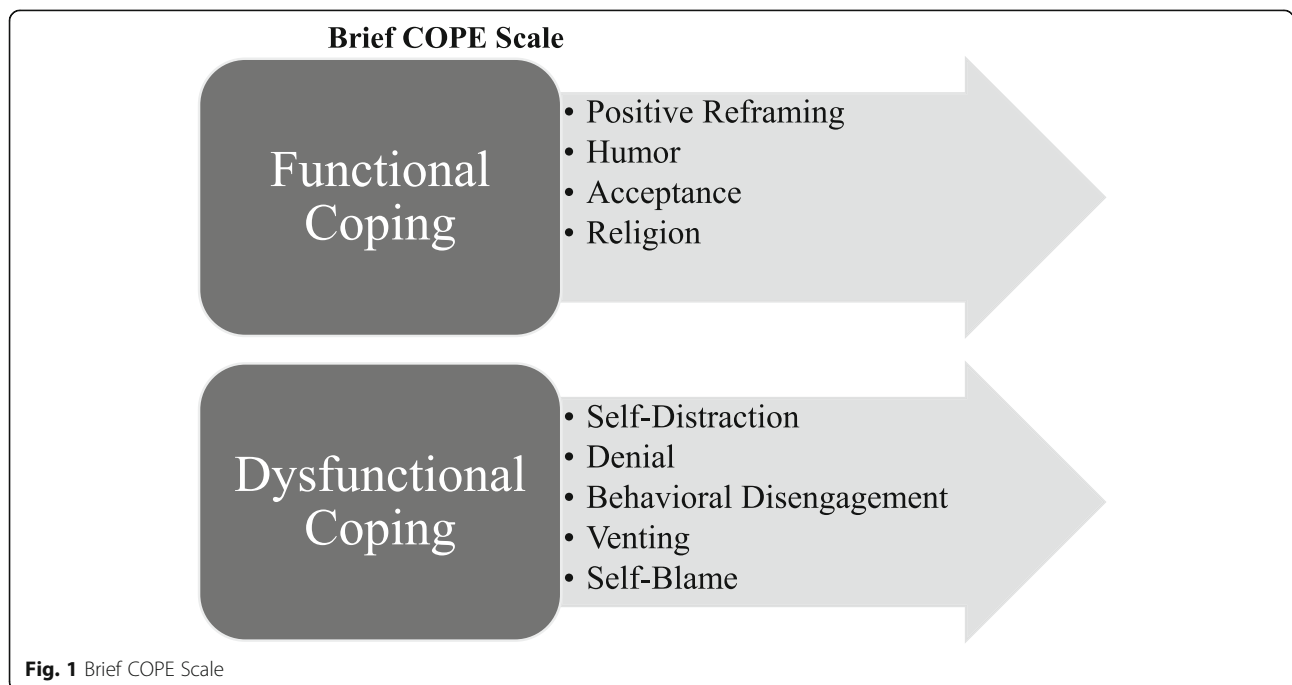 Brief COPE Scale
Functional
Coping
• Positive Reframing
• Humor
• Acceptance
• Religion
Dysfunctional
Coping
• Self-Distraction
• Denial
• Behavioral Disengagement
• Venting
• Self-Blame
Fig. 1 Brief COPE Scale